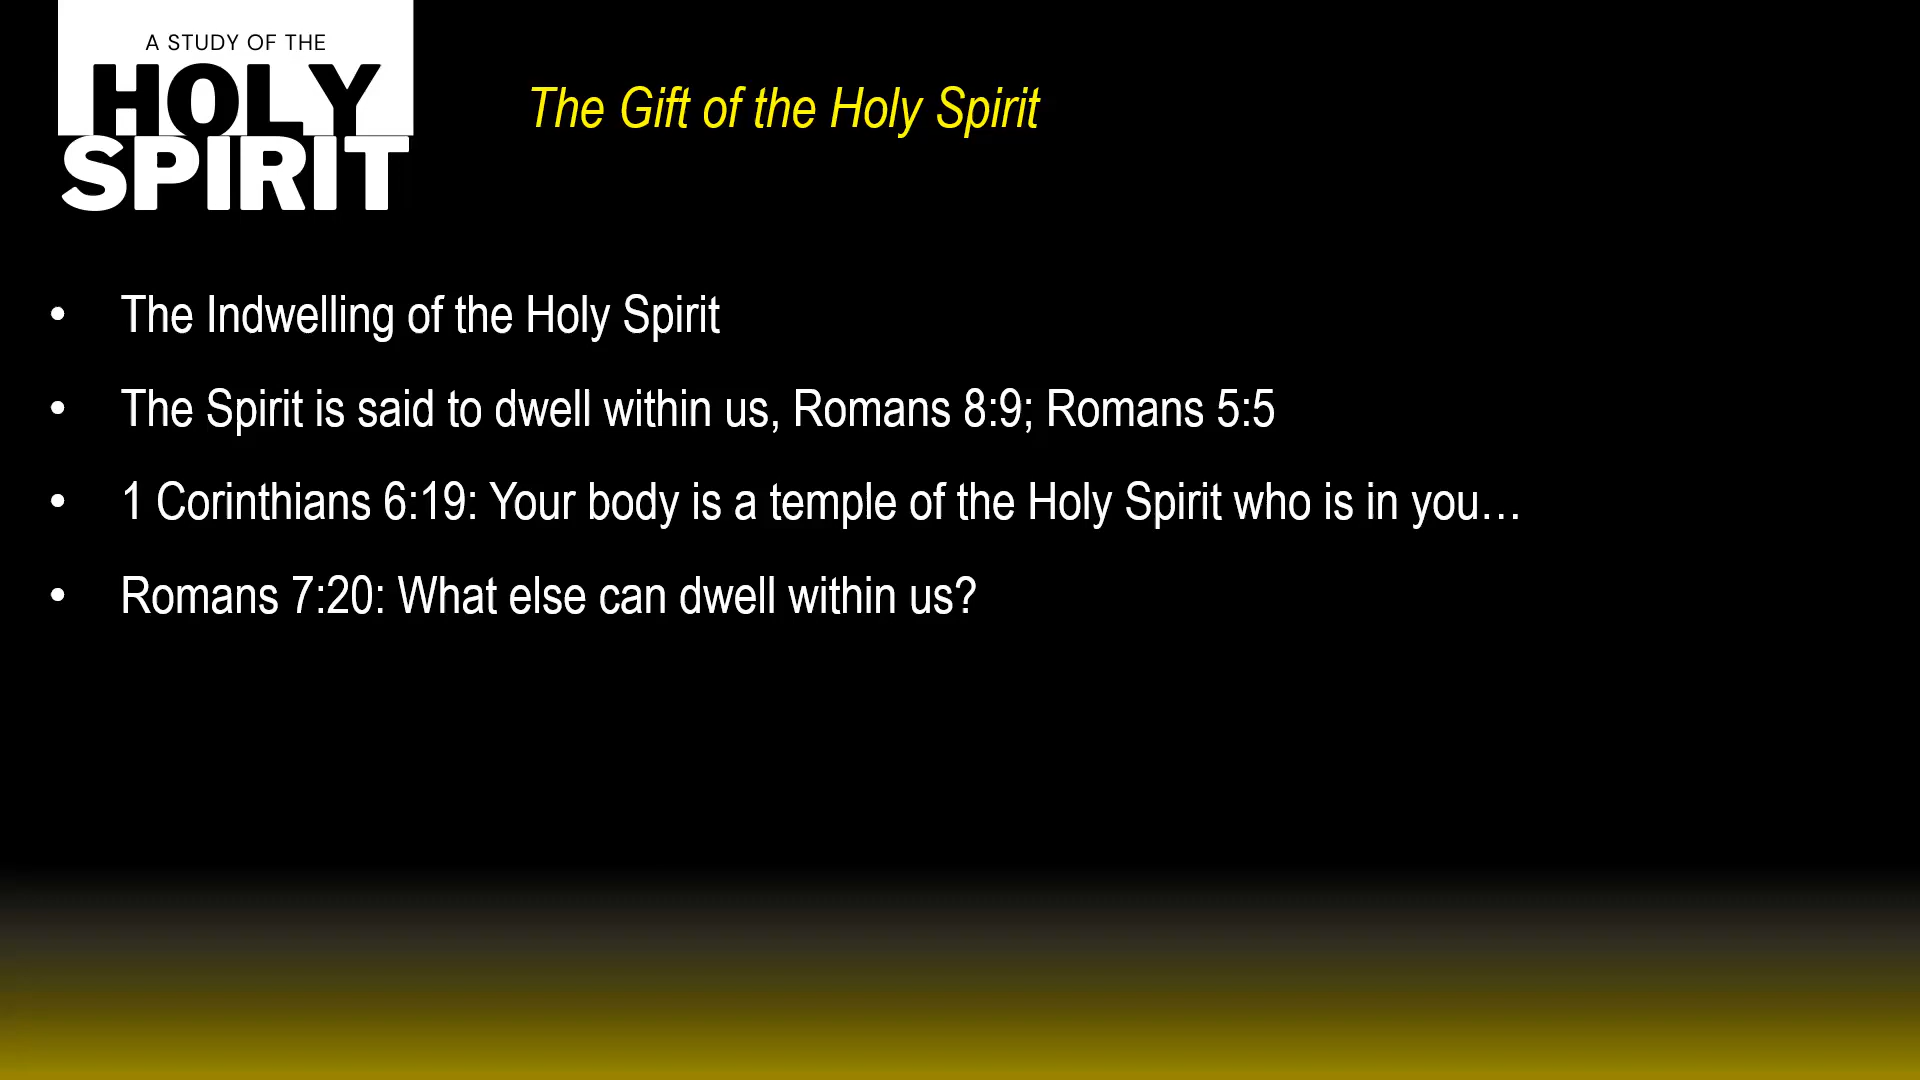 A STUDY OF THE
HOLY
SPIRIT
The Gift of the Holy Spirit
• The Indwelling of the Holy Spirit
• The Spirit is said to dwell within us, Romans 8:9; Romans 5:5
• 1 Corinthians 6:19: Your body is a temple of the Holy Spirit who is in you…
• Romans 7:20: What else can dwell within us?